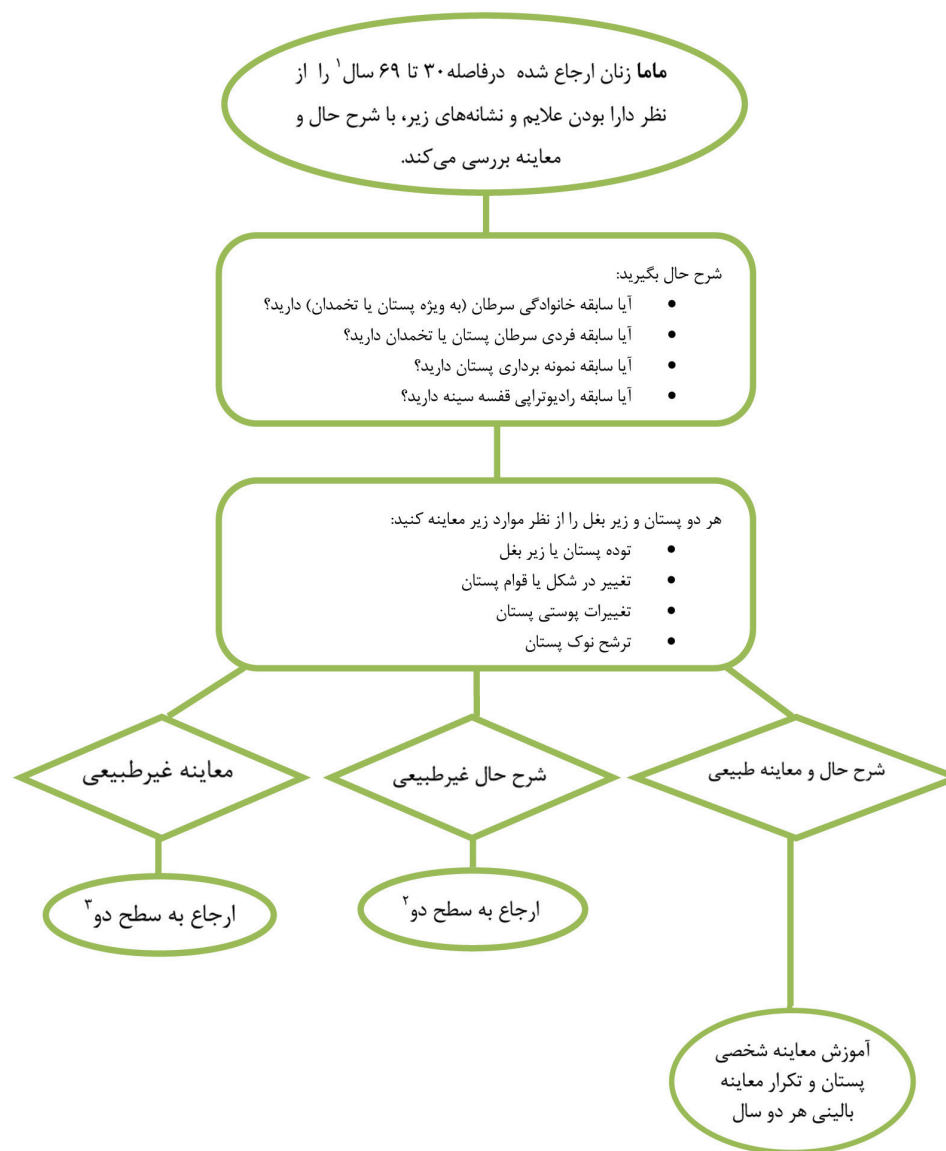 ماما زنان ارجاع شده درفاصله۳۰ تا ۶۹ سال۱ را از
نظر دارا بودن علایم و نشانه‌های زیر، با شرح حال و
معاینه بررسی می‌کند.
شرح حال بگیرید:
• آیا سابقه خانوادگی سرطان (به ویژه پستان یا تخمدان) دارید؟
• آیا سابقه فردی سرطان پستان یا تخمدان دارید؟
• آیا سابقه نمونه برداری پستان دارید؟
• آیا سابقه رادیوتراپی قفسه سینه دارید؟
هر دو پستان و زیر بغل را از نظر موارد زیر معاینه کنید:
• توده پستان یا زیر بغل
• تغییر در شکل یا قوام پستان
• تغییرات پوستی پستان
• ترشح نوک پستان
شرح حال و معاینه طبیعی
شرح حال غیرطبیعی
معاینه غیرطبیعی
ارجاع به سطح دو۲
ارجاع به سطح دو۳
آموزش معاینه شخصی
پستان و تکرار معاینه
بالینی هر دو سال